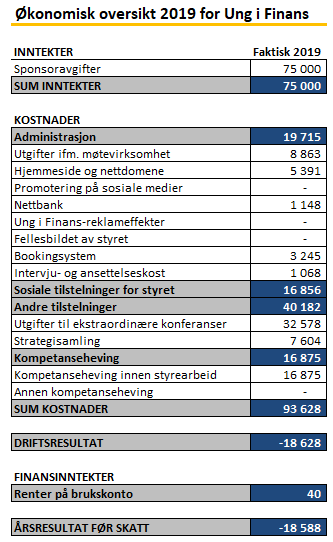 Økonomisk oversikt 2019 for Ung i Finans
INNTEKTER Faktisk 2019
Sponsoravgifter 75 000
SUM INNTEKTER 75 000
KOSTNADER
Administrasjon 19 715
Utgifter ifm. møtevirksomhet 8 863
Hjemmeside og nettdomene 5 391
Promotering på sosiale medier -
Nettbank 1 148
Ung i Finans-reklameffekter -
Fellesbildet av styret -
Bookingsystem 3 245
Intervju- og ansettelseskost 1 068
Sosiale tilstelninger for styret 16 856
Andre tilstelninger 40 182
Utgifter til ekstraordinære konferanser 32 578
Strategisamling 7 604
Kompetanseheving 16 875
Kompetanseheving innen styrearbeid 16 875
Annen kompetanseheving -
SUM KOSTNADER 93 628
DRIFTSRESULTAT -18 628
FINANSINNTEKTER
Renter på brukskonto 40
ÅRSRESULTAT FØR SKATT -18 588